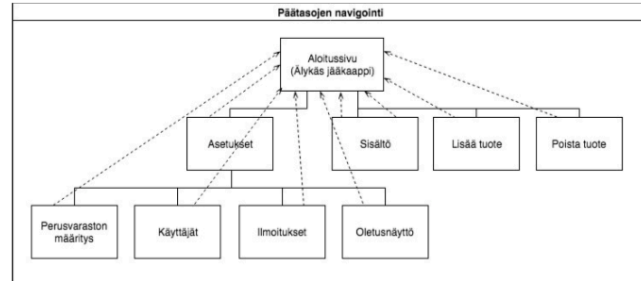 Päätasojen navigointi
Aloitussivu
(Älykäs jääkaappi)
Asetukset
Sisältö
Lisää tuote
Poista tuote
Perusvaraston
määritys
Käyttäjät
Ilmoitukset
Oletusnäyttö